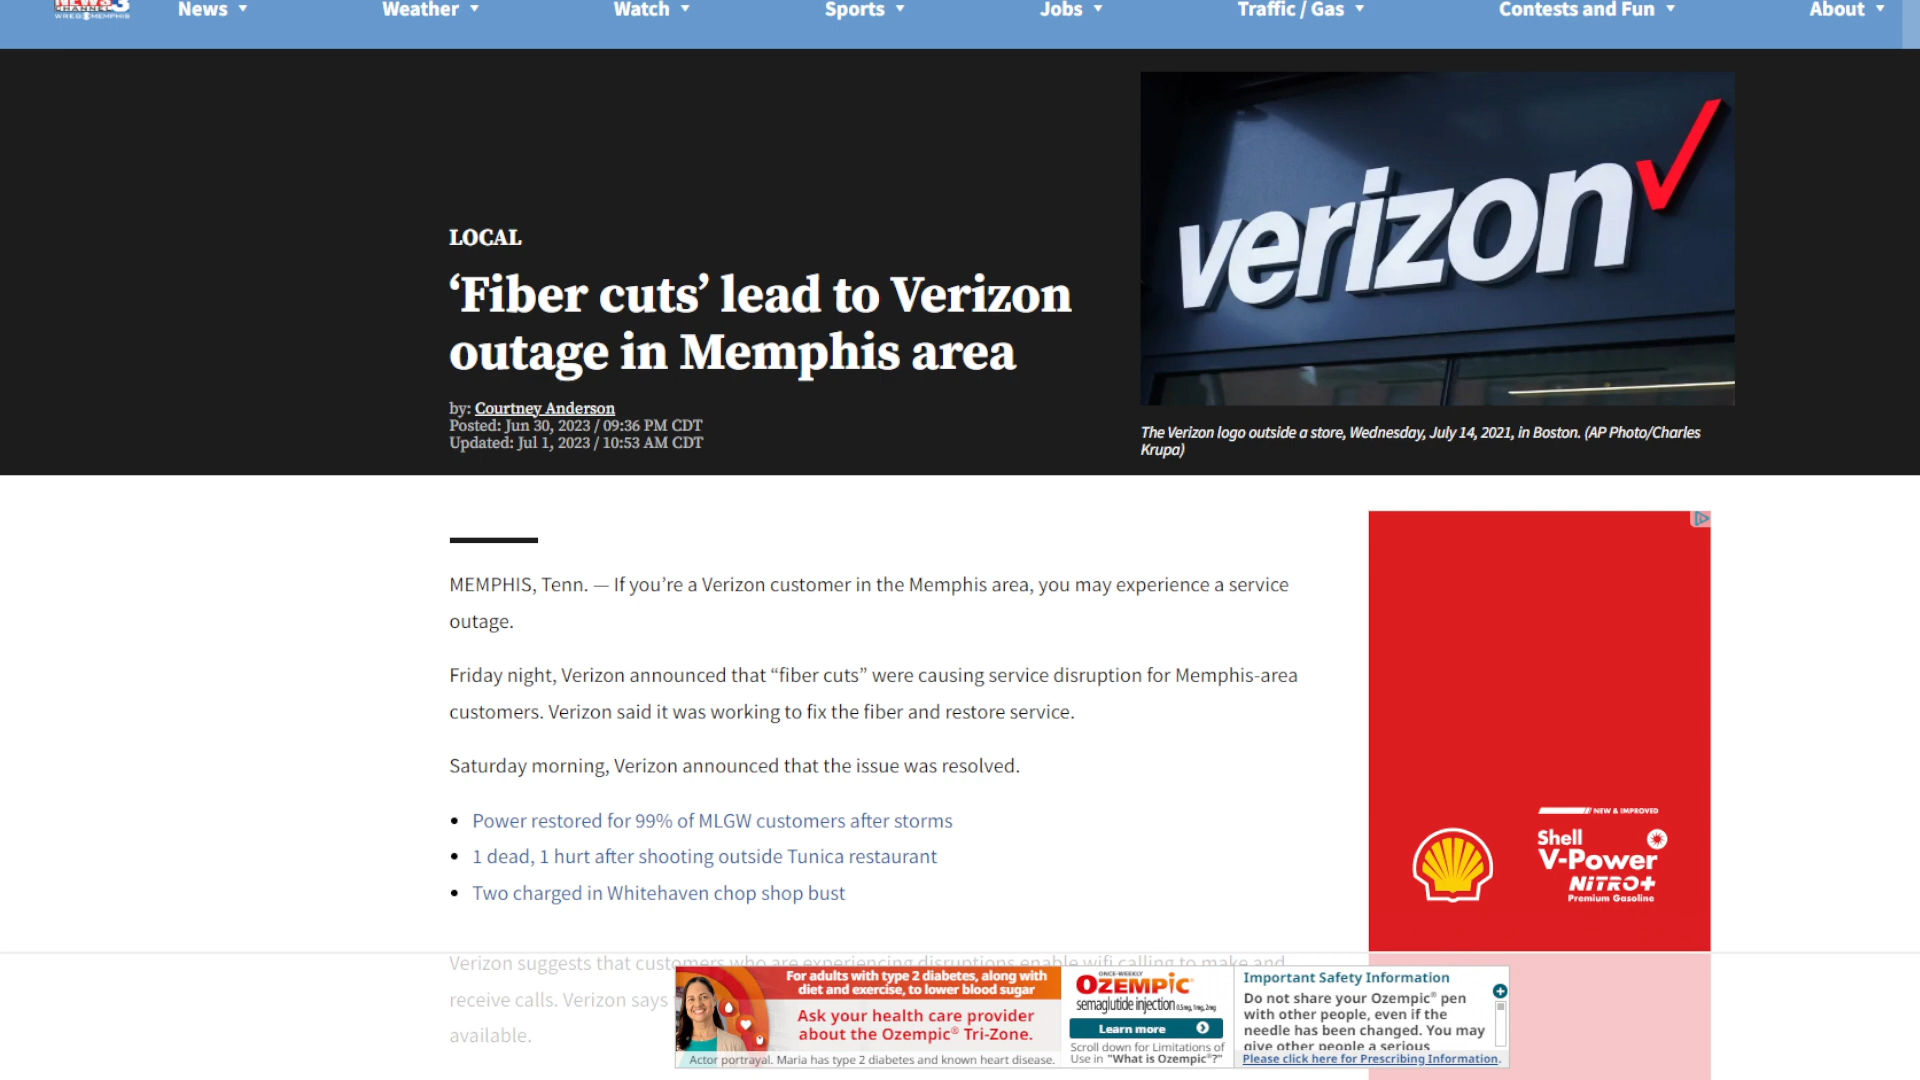 NEWS
CHANNEL 3
WREG MEMPHIS
News
Weather
Watch
Sports
Jobs
Traffic / Gas
Contests and Fun
About
LOCAL
‘Fiber cuts’ lead to Verizon
outage in Memphis area
by: Courtney Anderson
Posted: Jun 30, 2023 / 09:36 PM CDT
Updated: Jul 1, 2023 / 10:53 AM CDT
verizon
The Verizon logo outside a store, Wednesday, July 14, 2021, in Boston. (AP Photo/Charles
Krupa)
MEMPHIS, Tenn. — If you’re a Verizon customer in the Memphis area, you may experience a service
outage.
Friday night, Verizon announced that “fiber cuts” were causing service disruption for Memphis-area
customers. Verizon said it was working to fix the fiber and restore service.
Saturday morning, Verizon announced that the issue was resolved.
• Power restored for 99% of MLGW customers after storms
• 1 dead, 1 hurt after shooting outside Tunica restaurant
• Two charged in Whitehaven chop shop bust
NEW & IMPROVED
Shell
V-Power
NiTRO+
Premium Gasoline
Verizon suggests that customers who are experiencing disruptions enable wifi calling to make and
receive calls. Verizon says
available.
For adults with type 2 diabetes, along with
diet and exercise, to lower blood sugar
Ask your health care provider
about the Ozempic® Tri-Zone.
Actor portrayal. Maria has type 2 diabetes and known heart disease.
ONCE-WEEKLY
OZEMPIC®
semaglutide injection 0.5mg, 1mg, 2mg
Learn more
Scroll down for Limitations of
Use in "What is Ozempic®?"
Important Safety Information
Do not share your Ozempic® pen
with other people, even if the
needle has been changed. You may
give other people a serious
Please click here for Prescribing Information.